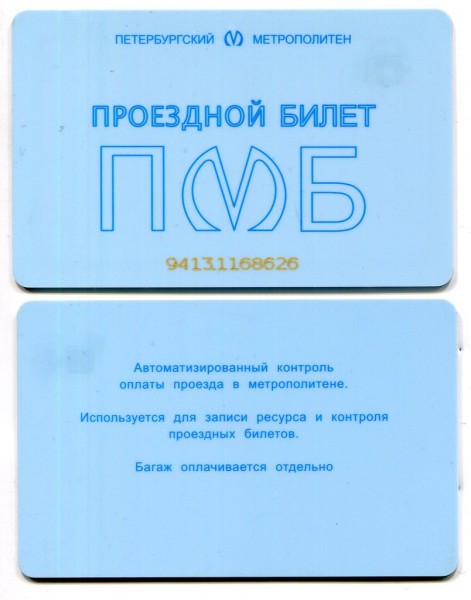 ПЕТЕРБУРГСКИЙ М МЕТРОПОЛИТЕН
ПРОЕЗДНОЙ БИЛЕТ
ПМБ
94131168626
Автоматизированный контроль
оплаты проезда в метрополитене.
Используется для записи ресурса и контроля
проездных билетов.
Багаж оплачивается отдельно